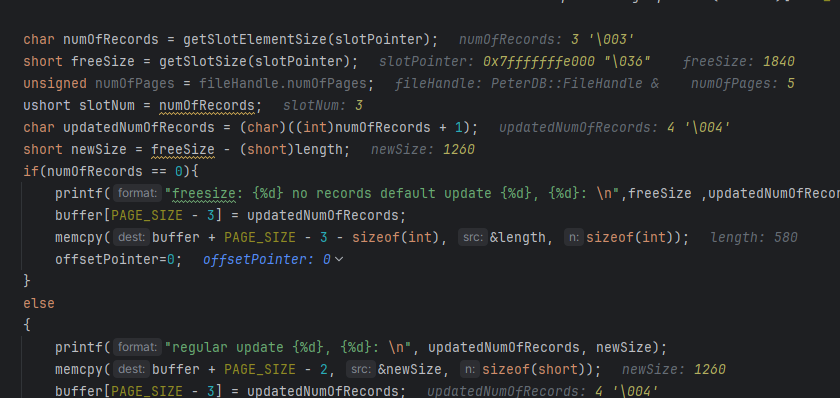 char numOfRecords = getSlotElementSize(slotPointer); numOfRecords: 3 '\003'
short freeSize = getSlotSize(slotPointer); slotPointer: 0x7fffffffe000 "\036" freeSize: 1840
unsigned numOfPages = fileHandle.numOfPages; fileHandle: PeterDB::FileHandle & numOfPages: 5
ushort slotNum = numOfRecords; slotNum: 3
char updatedNumOfRecords = (char)((int)numOfRecords + 1); updatedNumOfRecords: 4 '\004'
short newSize = freeSize - (short)length; newSize: 1260
if(numOfRecords == 0){
printf( format: "freesize: {%d} no records default update {%d}, {%d}: \n",freeSize ,updatedNumOfRecor
buffer[PAGE_SIZE - 3] = updatedNumOfRecords;
memcpy( dest: buffer + PAGE_SIZE - 3 - sizeof(int), src: &length, n: sizeof(int)); length: 580
offsetPointer=0; offsetPointer: 0
}
else
{
printf( format: "regular update {%d}, {%d}: \n", updatedNumOfRecords, newSize);
memcpy( dest: buffer + PAGE_SIZE - 2, src: &newSize, n: sizeof(short)); newSize: 1260
buffer[PAGE_SIZE - 3] = updatedNumOfRecords; updatedNumOfRecords: 4 '\004'